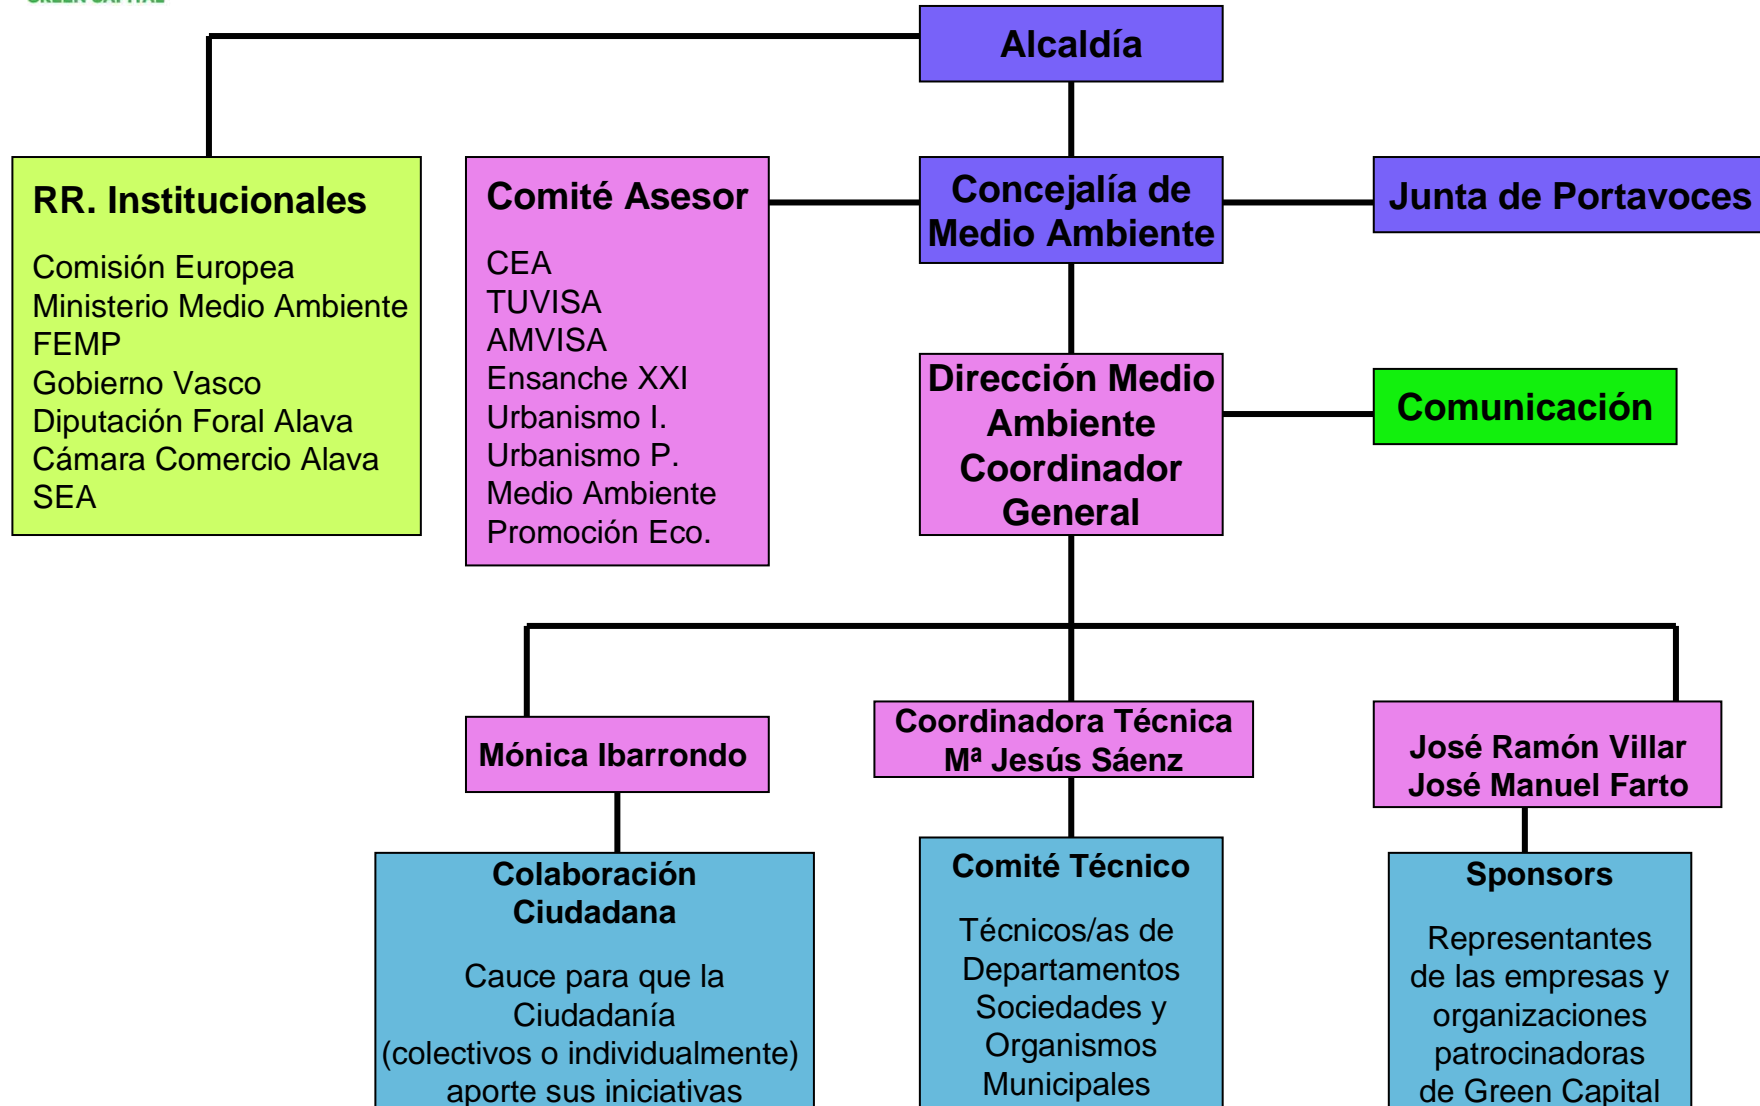 GREEN CAPITAL
Alcaldía
RR. Institucionales
Comisión Europea
Ministerio Medio Ambiente
FEMP
Gobierno Vasco
Diputación Foral Alava
Cámara Comercio Alava
SEA
Comité Asesor
CEA
TUVISA
AMVISA
Ensanche XXI
Urbanismo I.
Urbanismo P.
Medio Ambiente
Promoción Eco.
Concejalía de
Medio Ambiente
Junta de Portavoces
Dirección Medio
Ambiente
Coordinador
General
Comunicación
Mónica Ibarrondo
Coordinadora Técnica
Mª Jesús Sáenz
José Ramón Villar
José Manuel Farto
Colaboración
Ciudadana
Cauce para que la
Ciudadanía
(colectivos o individualmente)
aporte sus iniciativas
Comité Técnico
Técnicos/as de
Departamentos
Sociedades y
Organismos
Municipales
Sponsors
Representantes
de las empresas y
organizaciones
patrocinadoras
de Green Capital